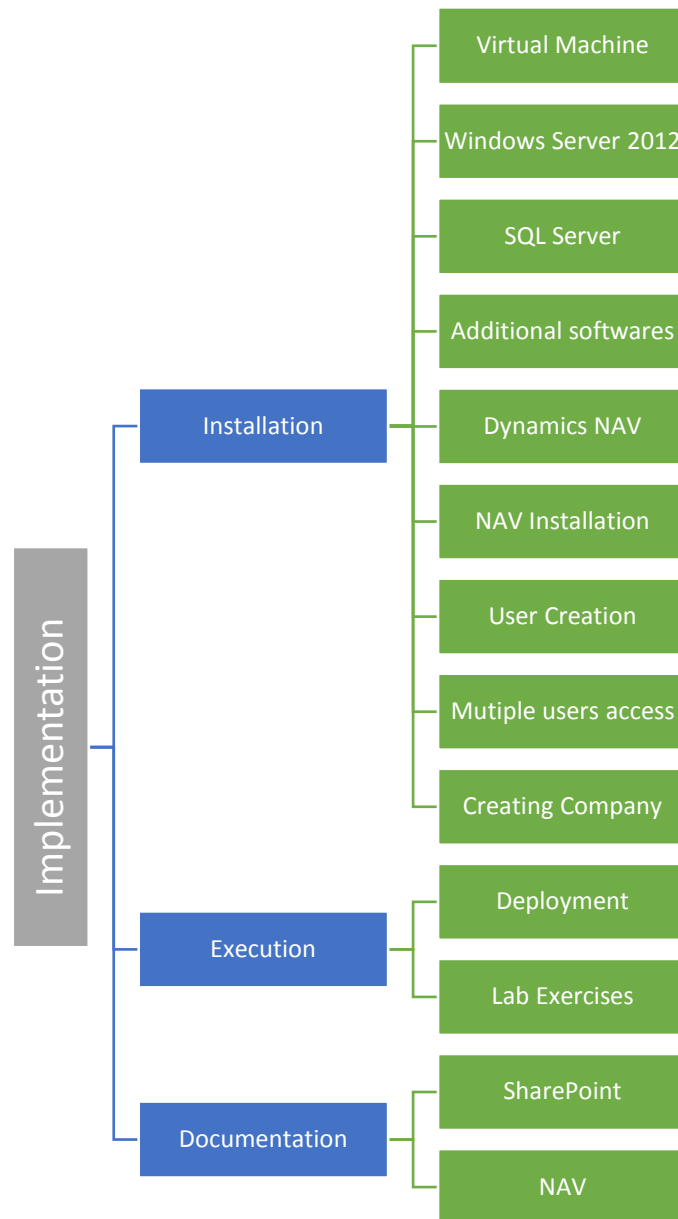 Implementation
Installation
Virtual Machine
Windows Server 2012
SQL Server
Additional softwares
Dynamics NAV
NAV Installation
User Creation
Mutiple users access
Creating Company
Execution
Deployment
Lab Exercises
Documentation
SharePoint
NAV